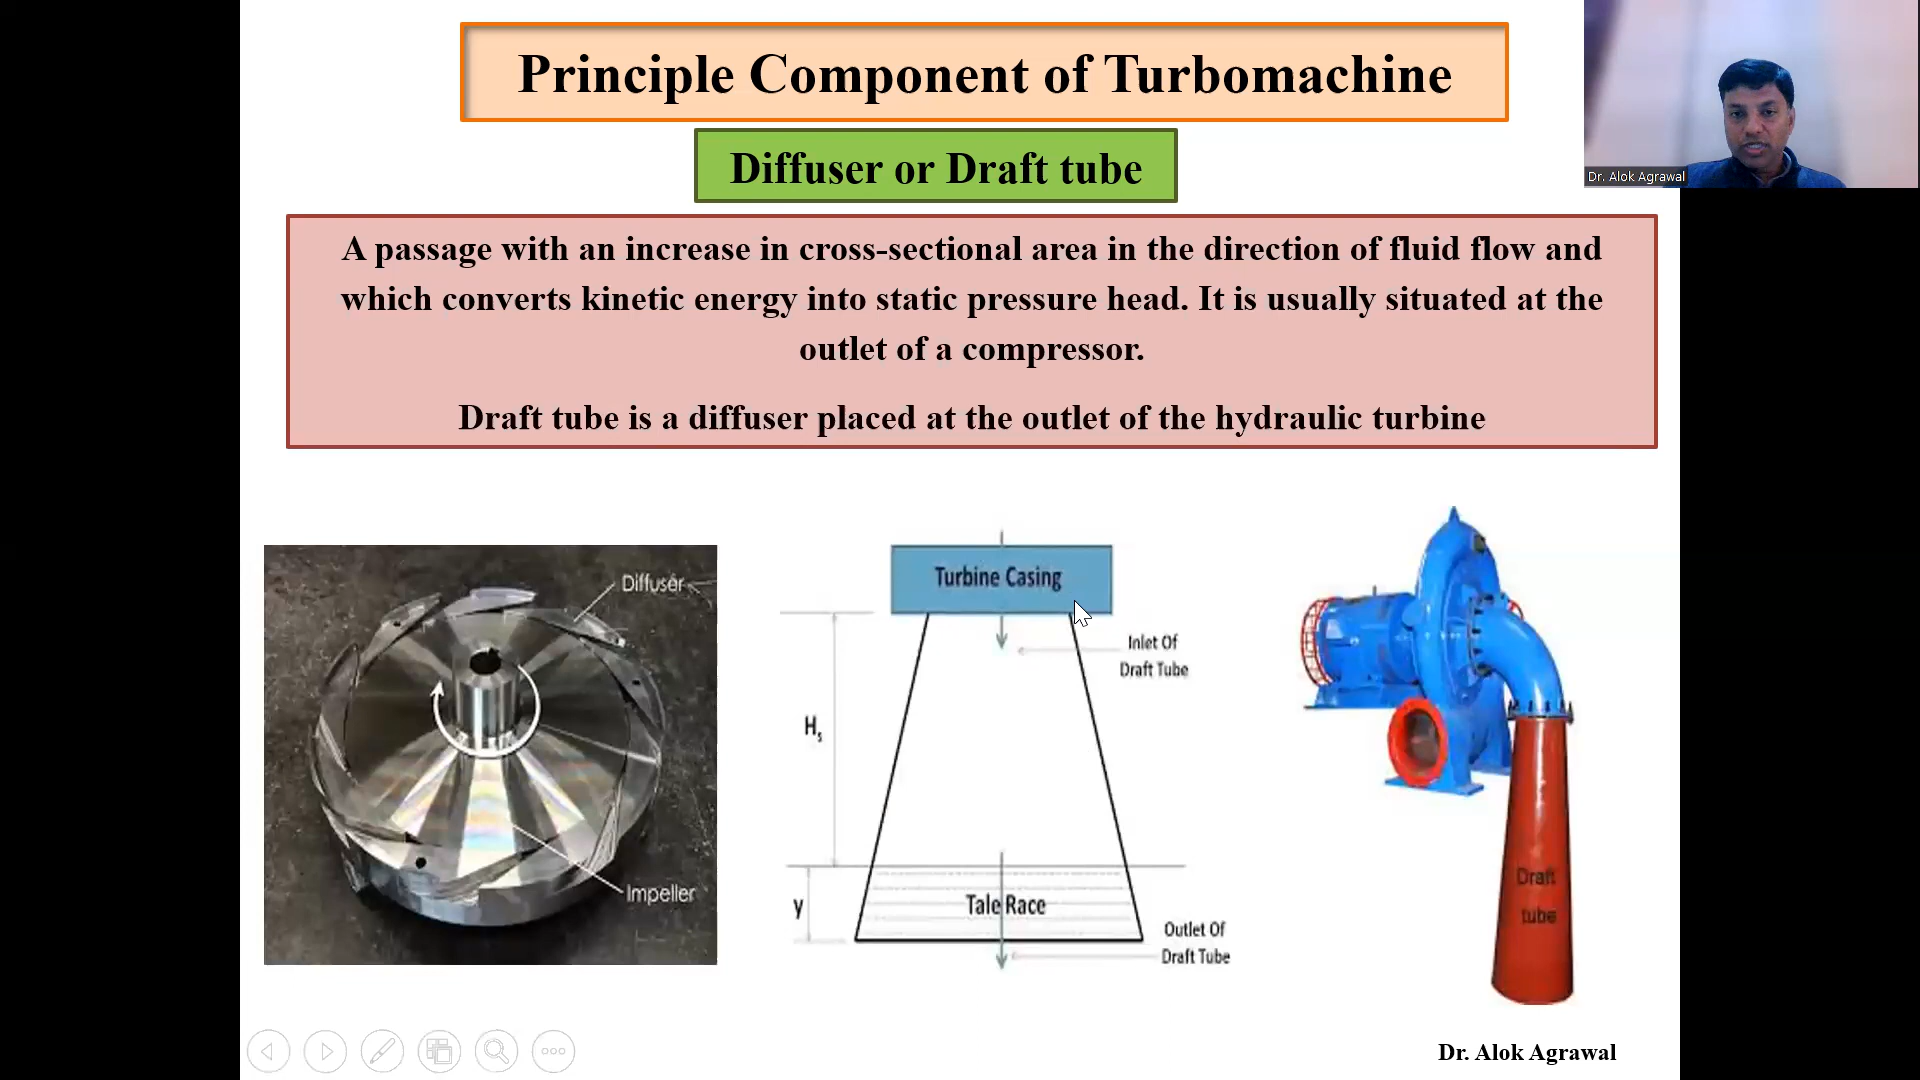 Principle Component of Turbomachine
Dr. Alok Agrawal
Diffuser or Draft tube
A passage with an increase in cross-sectional area in the direction of fluid flow and
which converts kinetic energy into static pressure head. It is usually situated at the
outlet of a compressor.
Draft tube is a diffuser placed at the outlet of the hydraulic turbine
Diffuser
Impeller
Turbine Casing
Inlet Of
Draft Tube
Hs
y
Tale Race
Outlet Of
Draft Tube
Draft
tube
Dr. Alok Agrawal